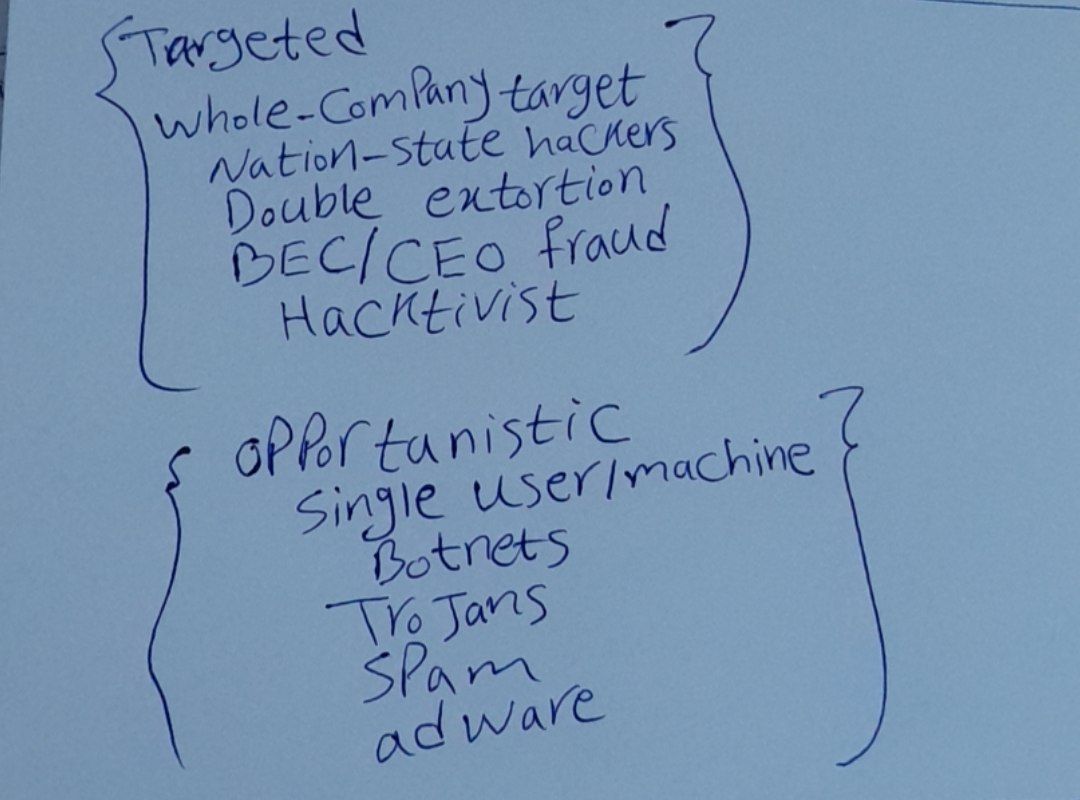 Targeted
Whole-Company target
Nation-state hackers
Double extortion
BEC/CEO fraud
Hacktivist
opportunistic
Single user/machine
Botnets
Trojans
Spam
adware